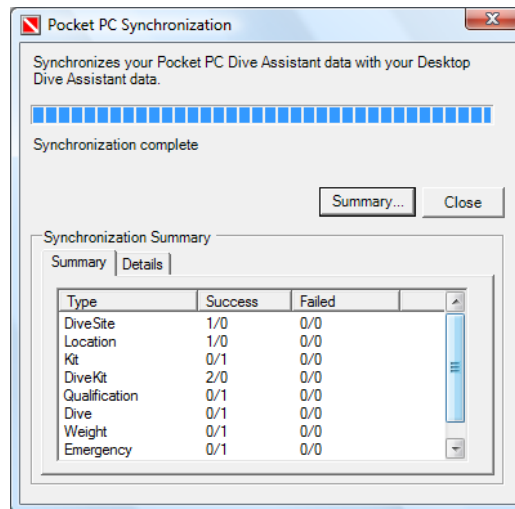 Pocket PC Synchronization
Synchronizes your Pocket PC Dive Assistant data with your Desktop
Dive Assistant data.
Synchronization complete
Summary... Close
Synchronization Summary
Summary Details
Type Success Failed
DiveSite 1/0 0/0
Location 1/0 0/0
Kit 0/1 0/0
DiveKit 2/0 0/0
Qualification 0/1 0/0
Dive 0/1 0/0
Weight 0/1 0/0
Emergency 0/1 0/0